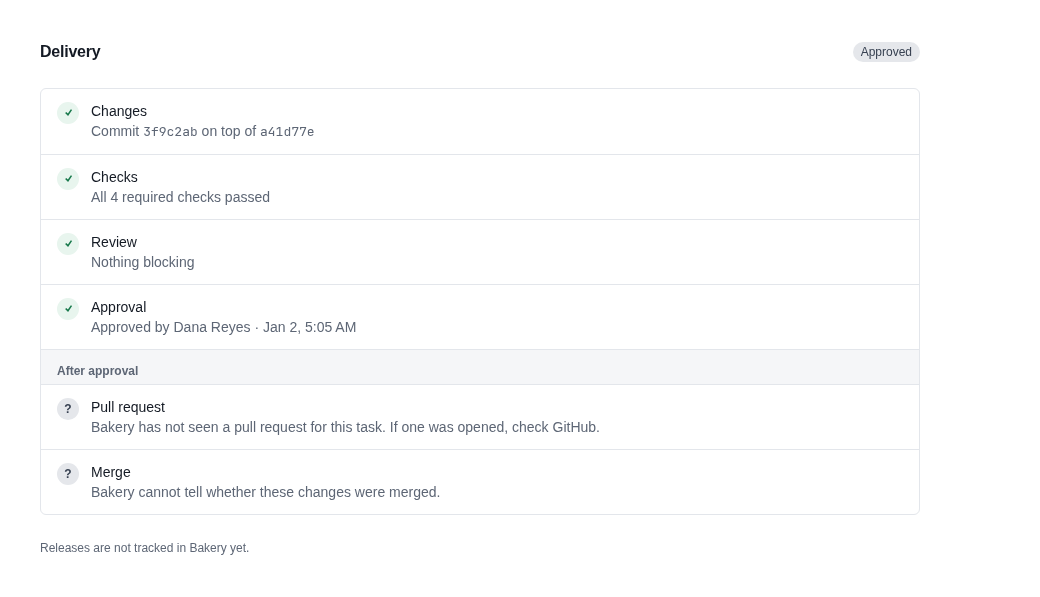 Delivery
Approved
Changes
Commit 3f9c2ab on top of a41d77e
Checks
All 4 required checks passed
Review
Nothing blocking
Approval
Approved by Dana Reyes · Jan 2, 5:05 AM
After approval
?
Pull request
Bakery has not seen a pull request for this task. If one was opened, check GitHub.
?
Merge
Bakery cannot tell whether these changes were merged.
Releases are not tracked in Bakery yet.